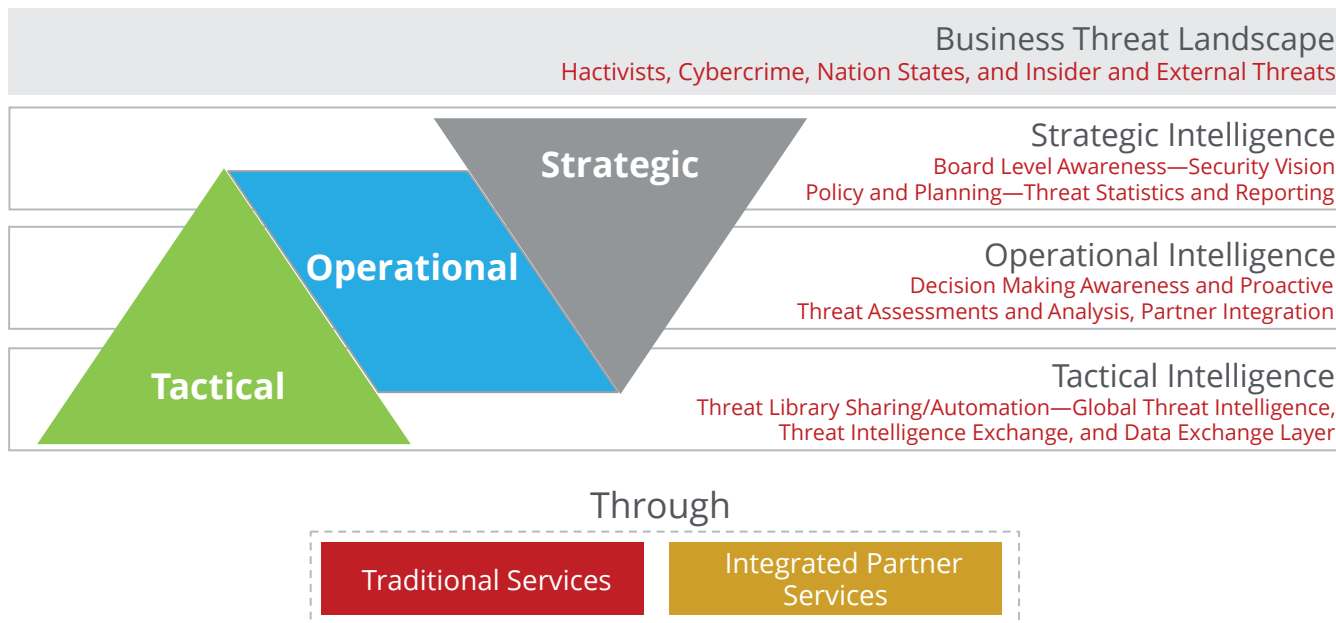 Business Threat Landscape
Hactivists, Cybercrime, Nation States, and Insider and External Threats
Strategic
Strategic Intelligence
Board Level Awareness—Security Vision
Policy and Planning—Threat Statistics and Reporting
Operational
Operational Intelligence
Decision Making Awareness and Proactive
Threat Assessments and Analysis, Partner Integration
Tactical
Tactical Intelligence
Threat Library Sharing/Automation—Global Threat Intelligence,
Threat Intelligence Exchange, and Data Exchange Layer
Through
Traditional Services
Integrated Partner
Services